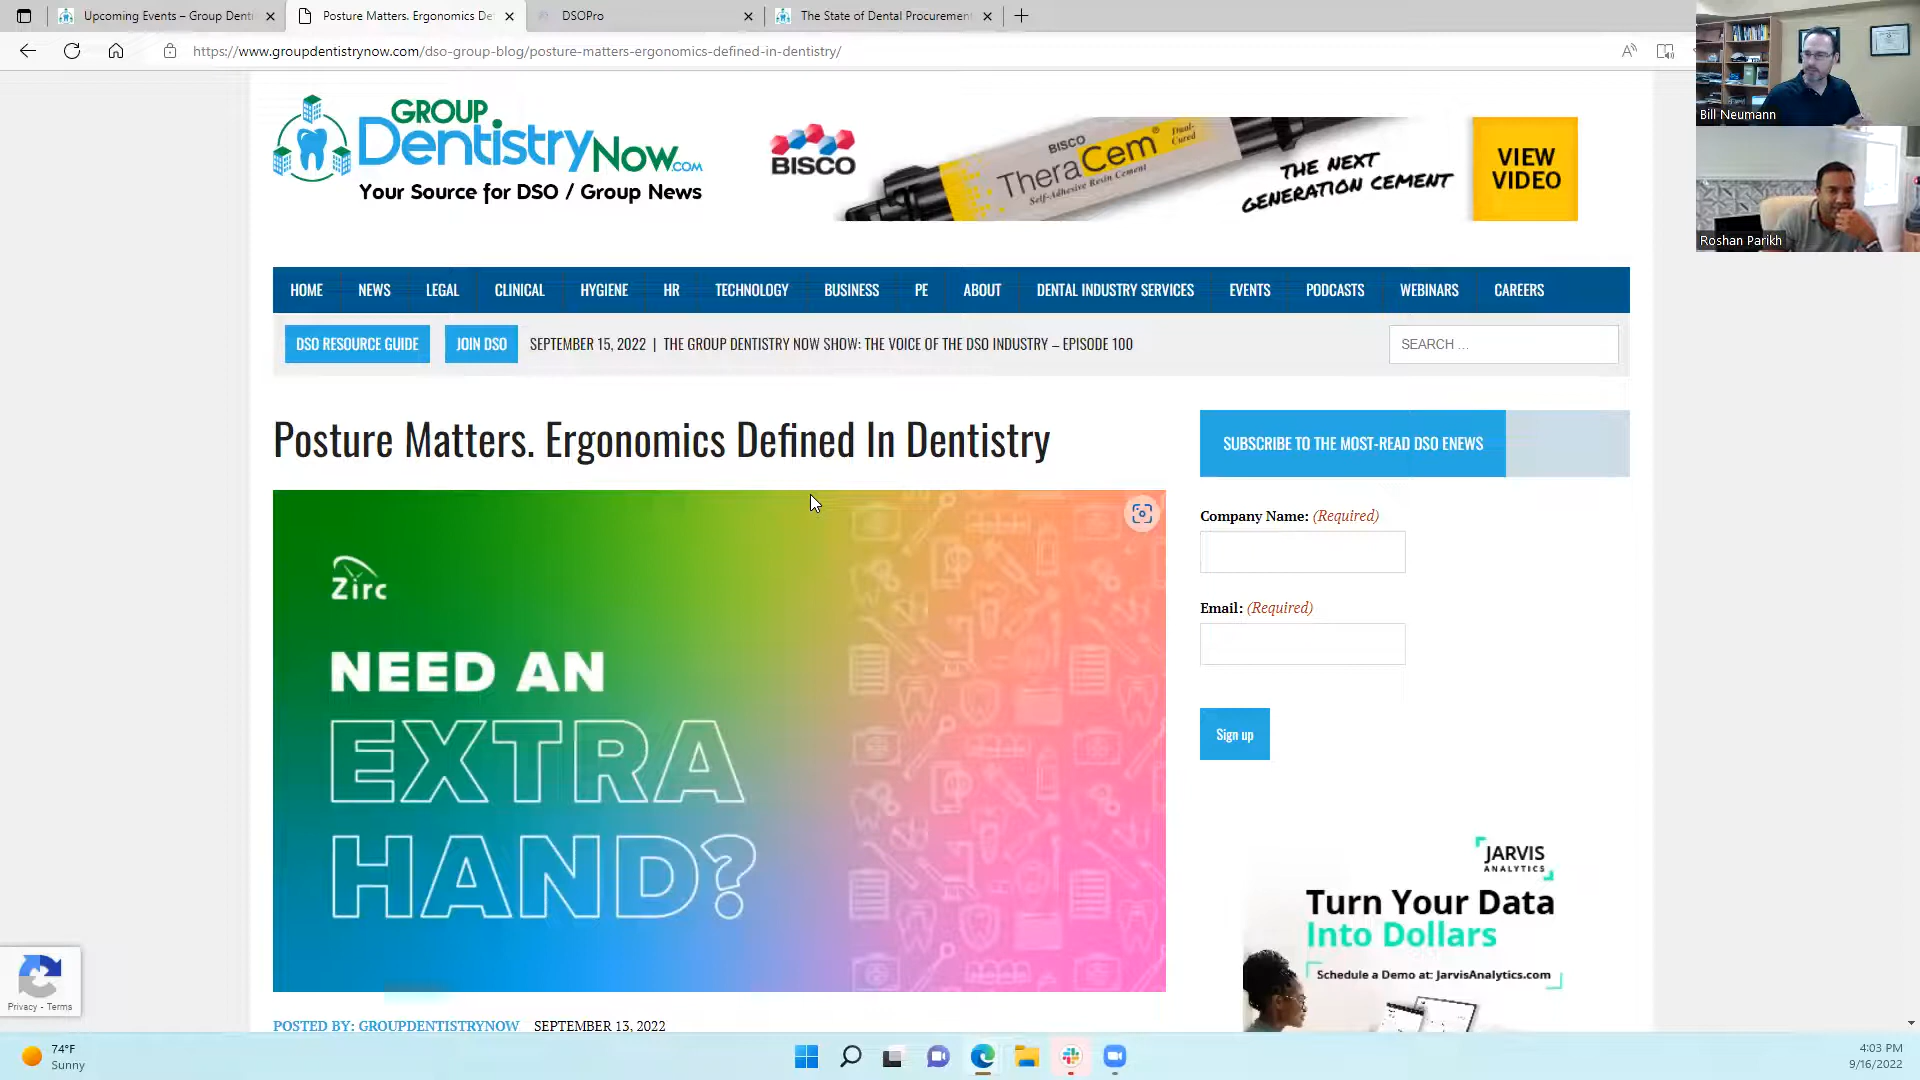 Upcoming Events – Group Denti
Posture Matters. Ergonomics De
DSOPro
The State of Dental Procurement
https://www.groupdentistrynow.com/dso-group-blog/posture-matters-ergonomics-defined-in-dentistry/
Bill Neumann
Roshan Parikh
GROUP
DentistryNow.com
Your Source for DSO / Group News
BISCO
BISCO
TheraCem®
Dual-Cured
Self-Adhesive Resin Cement
THE NEXT
GENERATION CEMENT
VIEW
VIDEO
HOME NEWS LEGAL CLINICAL HYGIENE HR TECHNOLOGY BUSINESS PE ABOUT DENTAL INDUSTRY SERVICES EVENTS PODCASTS WEBINARS CAREERS
DSO RESOURCE GUIDE JOIN DSO SEPTEMBER 15, 2022 | THE GROUP DENTISTRY NOW SHOW: THE VOICE OF THE DSO INDUSTRY – EPISODE 100 SEARCH …
Posture Matters. Ergonomics Defined In Dentistry
Zirc
NEED AN
EXTRA
HAND?
POSTED BY: GROUPDENTISTRYNOW SEPTEMBER 13, 2022
SUBSCRIBE TO THE MOST-READ DSO ENEWS
Company Name: (Required)
Email: (Required)
Sign up
JARVIS
ANALYTICS
Turn Your Data
Into Dollars
Schedule a Demo at: JarvisAnalytics.com
Privacy - Terms
74°F
Sunny
4:03 PM
9/16/2022